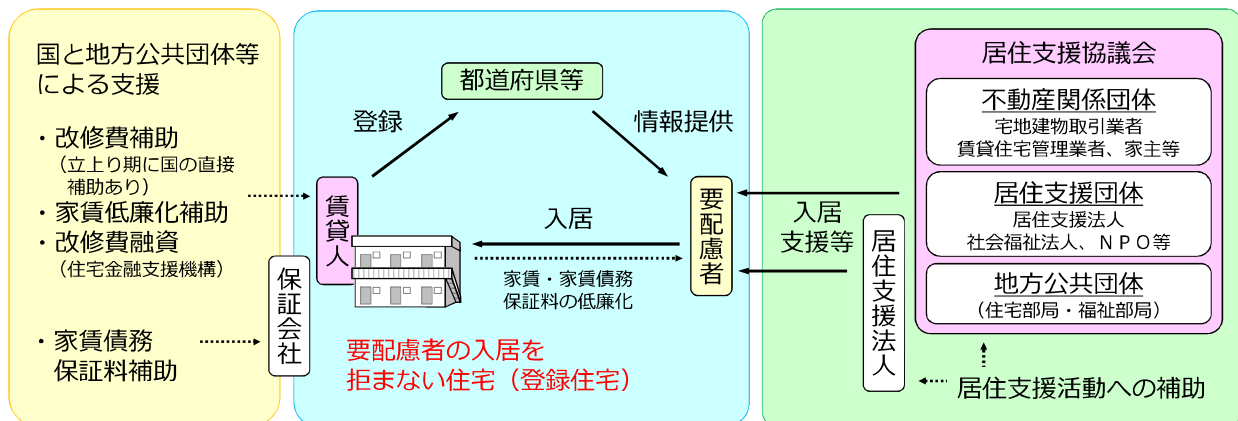 国と地方公共団体等
による支援
・改修費補助
（立上り期に国の直接
補助あり）
・家賃低廉化補助
・改修費融資
（住宅金融支援機構）
・家賃債務
保証料補助
保証会社
都道府県等
登録
情報提供
賃貸人
入居
家賃・家賃債務
保証料の低廉化
要配慮者
要配慮者の入居を
拒まない住宅（登録住宅）
入居
支援等
居住支援法人
居住支援協議会
不動産関係団体
宅地建物取引業者
賃貸住宅管理業者、家主等
居住支援団体
居住支援法人
社会福祉法人、ＮＰＯ等
地方公共団体
（住宅部局・福祉部局）
居住支援活動への補助